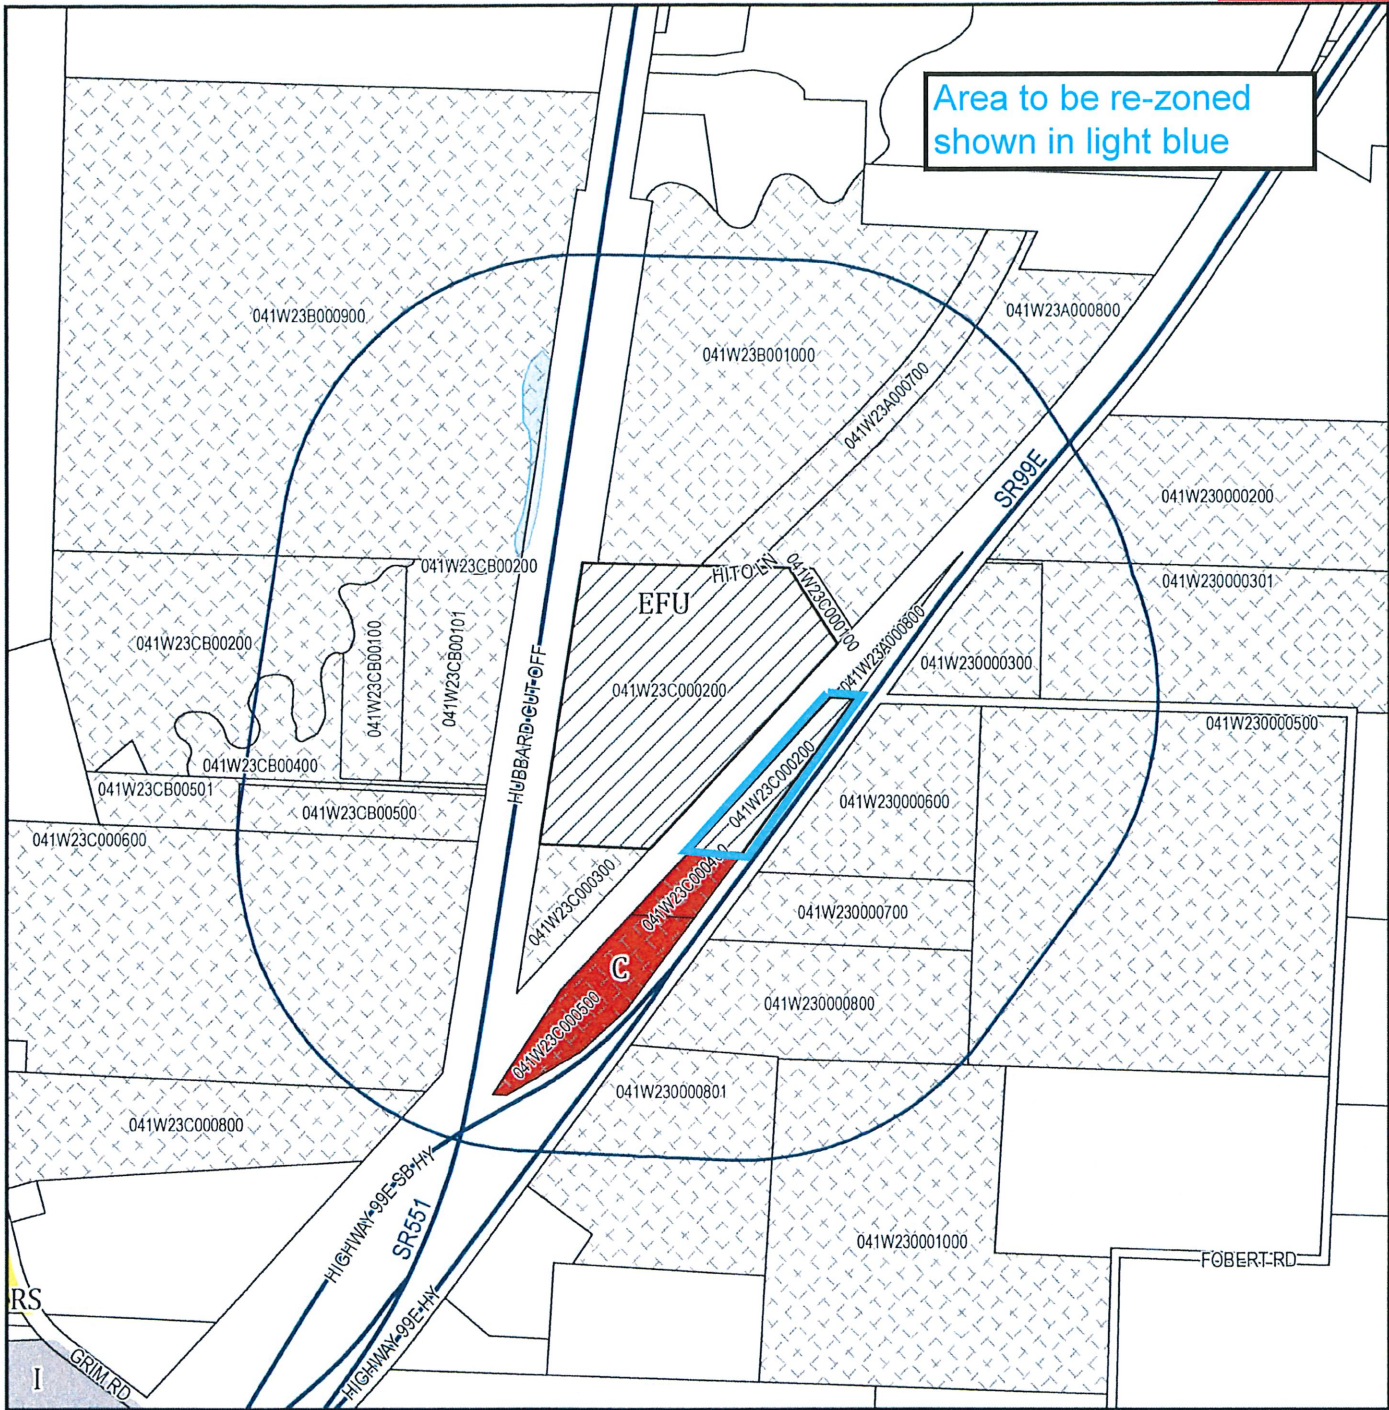 Area to be re-zoned
shown in light blue
041W23B000900
041W23A000800
041W23B001000
041W23A000700
SR99E
041W230000200
041W23CB00200
HITO LN
041W23C000100
041W230000301
EFU
041W23CB00200
041W23CB00100
041W23CB00101
041W23A000800
041W230000300
HUBBARD CUT-OFF
041W23C000200
041W230000500
041W23CB00400
041W23CB00501
041W23CB00500
041W23C000200
041W230000600
041W23C000600
041W23C000300
041W23C000400
041W230000700
C
041W230000800
041W23C000500
041W230000801
041W23C000800
HIGHWAY 99E SB HY
SR551
041W230001000
FOBERT RD
RS
HIGHWAY 99E HY
GRIM RD
I